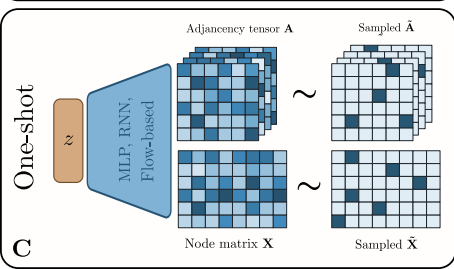 One-shot
z
MLP, RNN,
Flow-based
Adjancency tensor A
Sampled Ã
~
Node matrix X
Sampled X̃
~
C